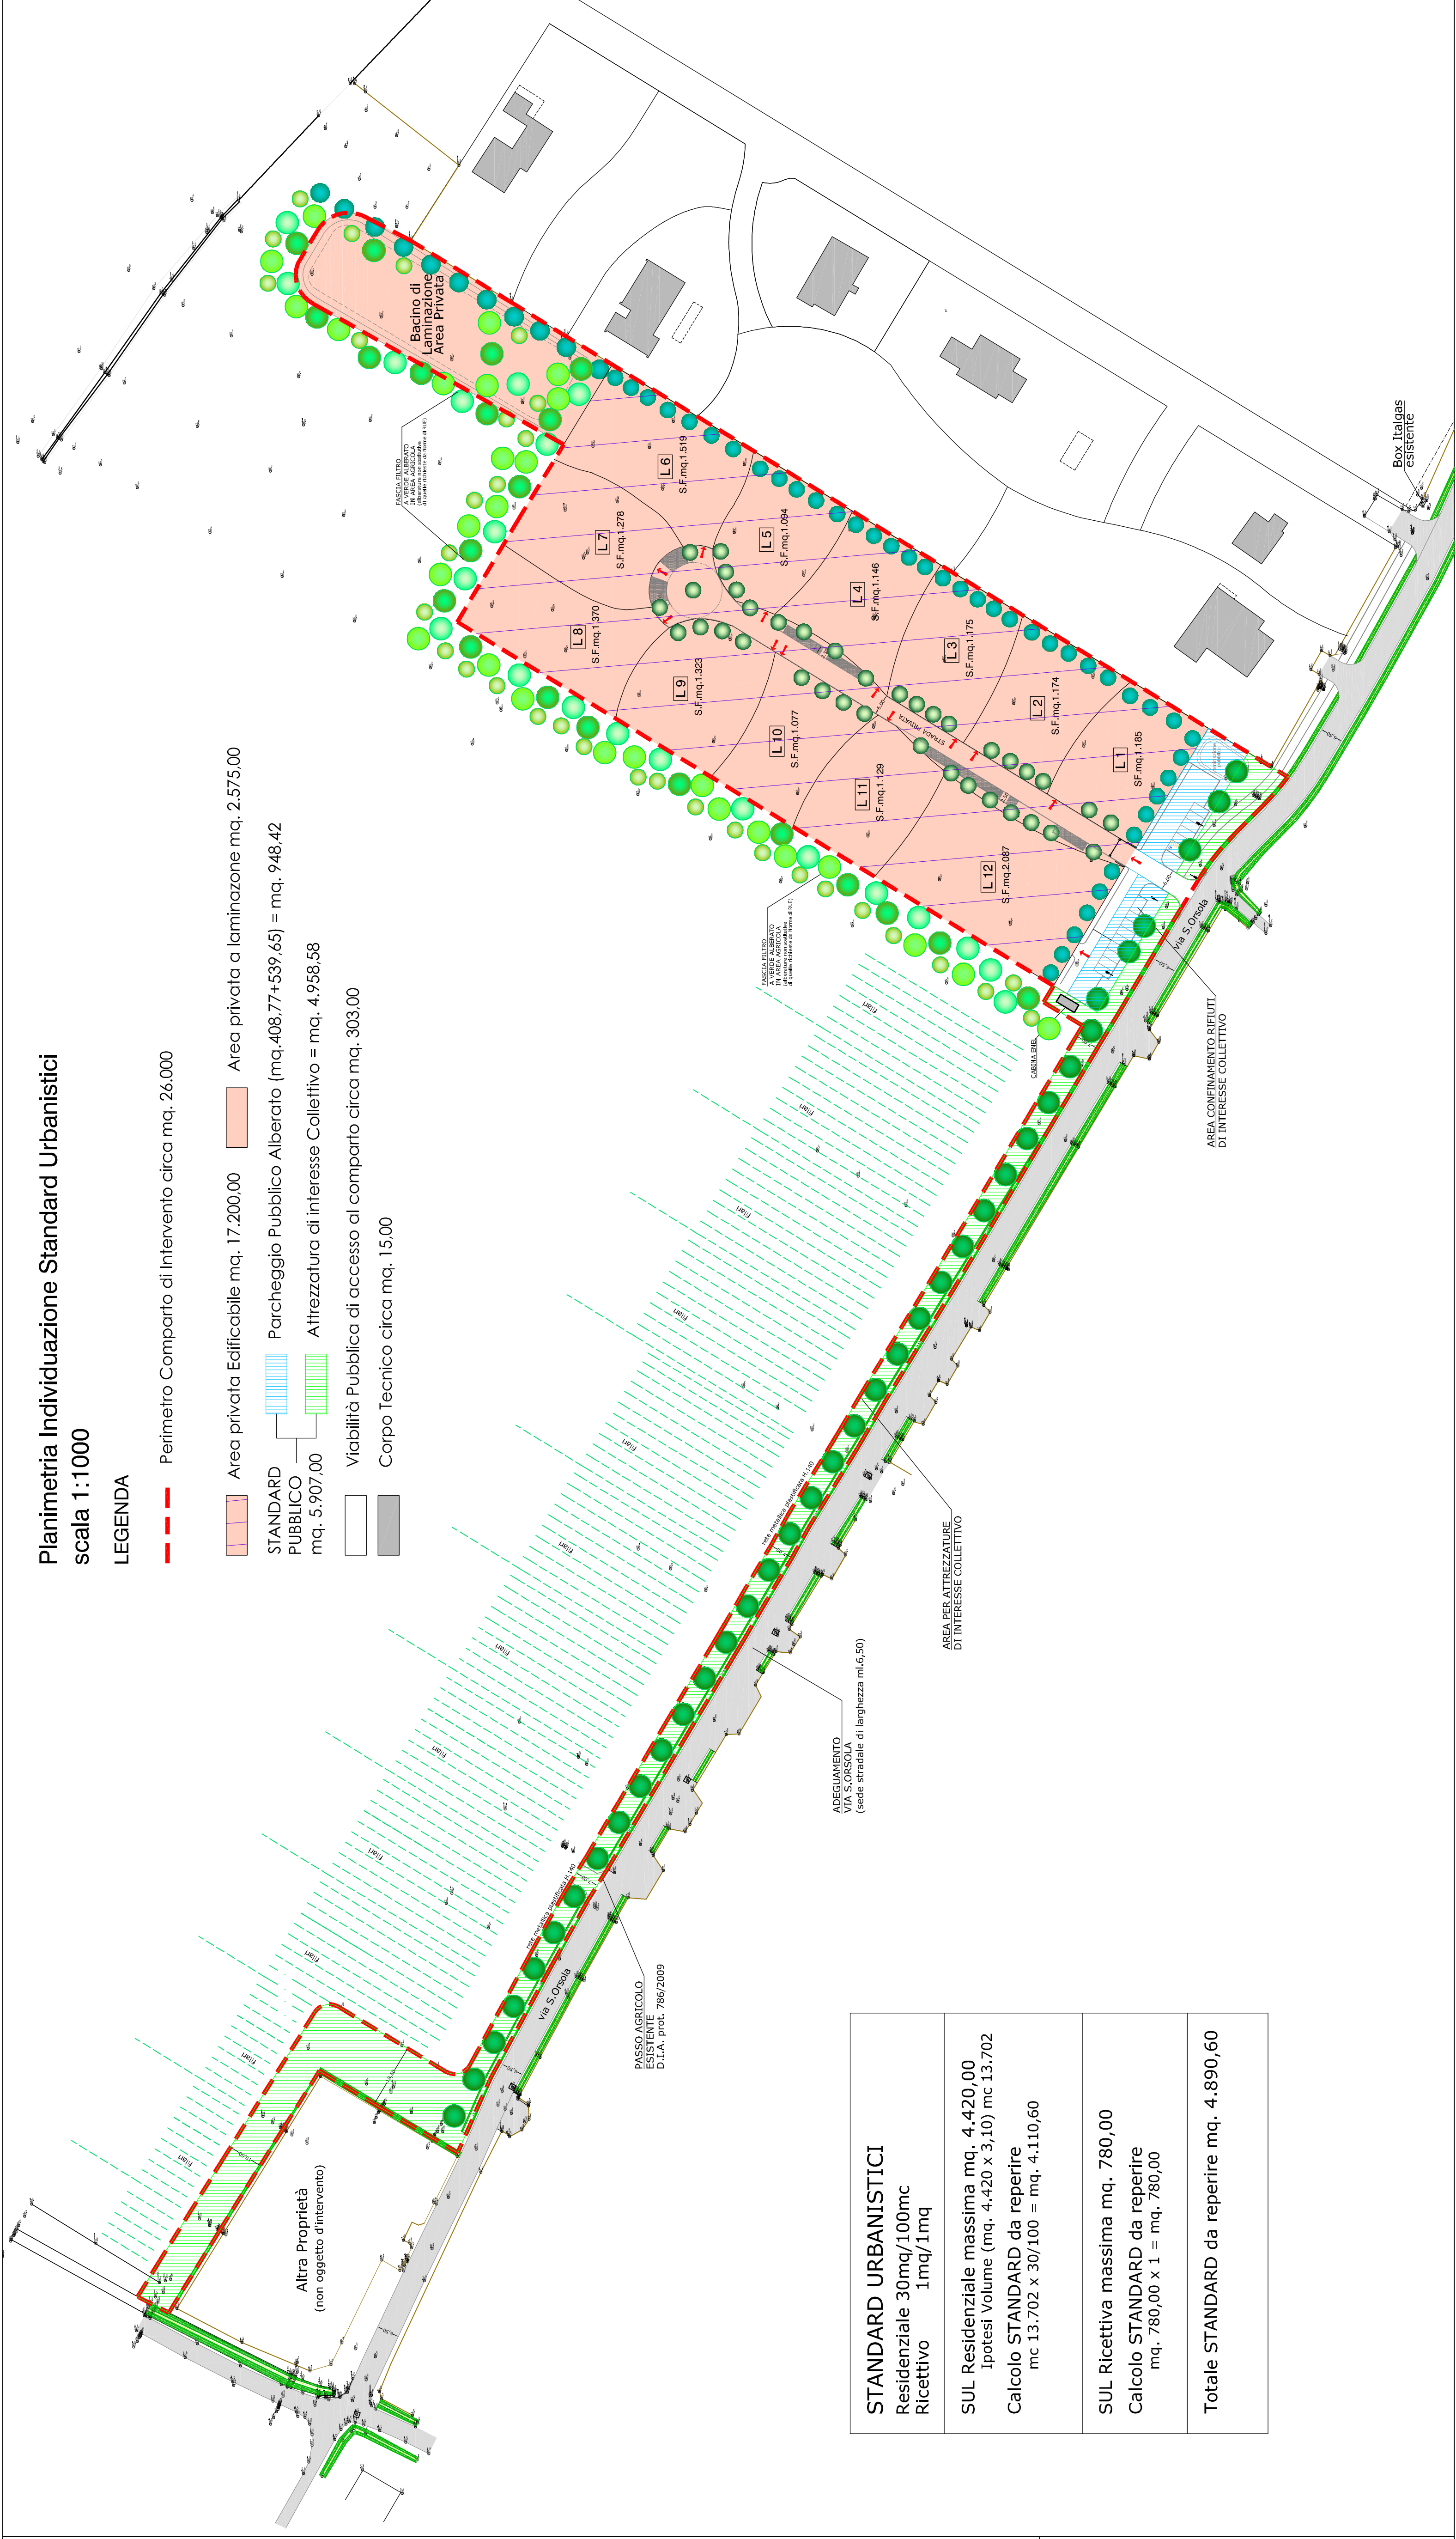 Planimetria Individuazione Standard Urbanistici
scala 1:1000
LEGENDA
Perimetro Comparto di Intervento circa mq. 26.000
Area privata Edificabile mq. 17.200,00
Area privata a laminazone mq. 2.575,00
STANDARD
PUBBLICO
mq. 5.907,00
Parcheggio Pubblico Alberato (mq.408,77+539,65) = mq. 948,42
Attrezzatura di interesse Collettivo = mq. 4.958,58
Viabilità Pubblica di accesso al comparto circa mq. 303,00
Corpo Tecnico circa mq. 15,00
Bacino di
Laminazione
Area Privata
FASCIA FILTRO
A VERDE ALBERATO
IN AREA AGRICOLA
L 6
S.F.mq.1.519
L 7
S.F.mq.1.278
L 5
S.F.mq.1.094
L 8
S.F.mq.1.370
L 4
S.F.mq.1.146
L 9
S.F.mq.1.323
L 3
S.F.mq.1.175
L 10
S.F.mq.1.077
L 2
S.F.mq.1.174
L 11
S.F.mq.1.129
L 1
SF.mq.1.185
L 12
S.F.mq.2.087
STRADA PRIVATA
FASCIA FILTRO
A VERDE ALBERATO
IN AREA AGRICOLA
Box Italgas
esistente
CABINA ENEL
via S.Orsola
AREA CONFINAMENTO RIFIUTI
DI INTERESSE COLLETTIVO
filari
filari
filari
filari
filari
filari
filari
filari
filari
filari
filari
rete metallica plastificata H.140
AREA PER ATTREZZATURE
DI INTERESSE COLLETTIVO
ADEGUAMENTO
VIA S.ORSOLA
(sede stradale di larghezza ml.6,50)
rete metallica plastificata H.140
via S.Orsola
PASSO AGRICOLO
ESISTENTE
D.I.A. prot. 786/2009
Altra Proprietà
(non oggetto d'intervento)
STANDARD URBANISTICI
Residenziale 30mq/100mc
Ricettivo 1mq/1mq
SUL Residenziale massima mq. 4.420,00
Ipotesi Volume (mq. 4.420 x 3,10) mc 13.702
Calcolo STANDARD da reperire
mc 13.702 x 30/100 = mq. 4.110,60
SUL Ricettiva massima mq. 780,00
Calcolo STANDARD da reperire
mq. 780,00 x 1 = mq. 780,00
Totale STANDARD da reperire mq. 4.890,60